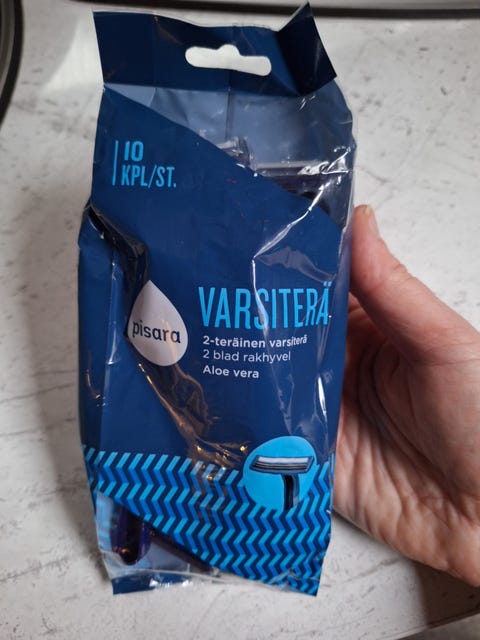 10
KPL/ST.
pisara
VARSITERÄ
2-teräinen varsiterä
2 blad rakhyvel
Aloe vera